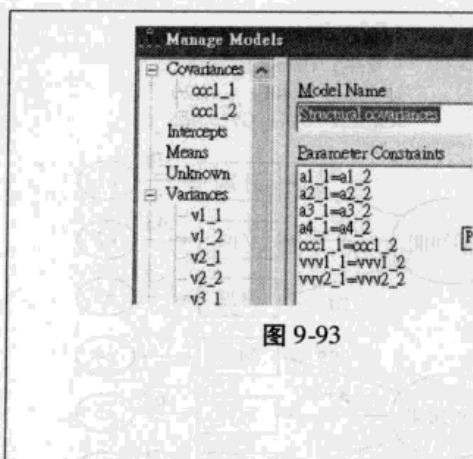 Manage Models
Covariances
ccc1_1
ccc1_2
Intercepts
Means
Unknown
Variances
v1_1
v1_2
v2_1
v2_2
v3_1
Model Name
Structural covariances
Parameter Constraints
a1_1=a1_2
a2_1=a2_2
a3_1=a3_2
a4_1=a4_2
ccc1_1=ccc1_2
vvv1_1=vvv1_2
vvv2_1=vvv2_2
P
图 9-93